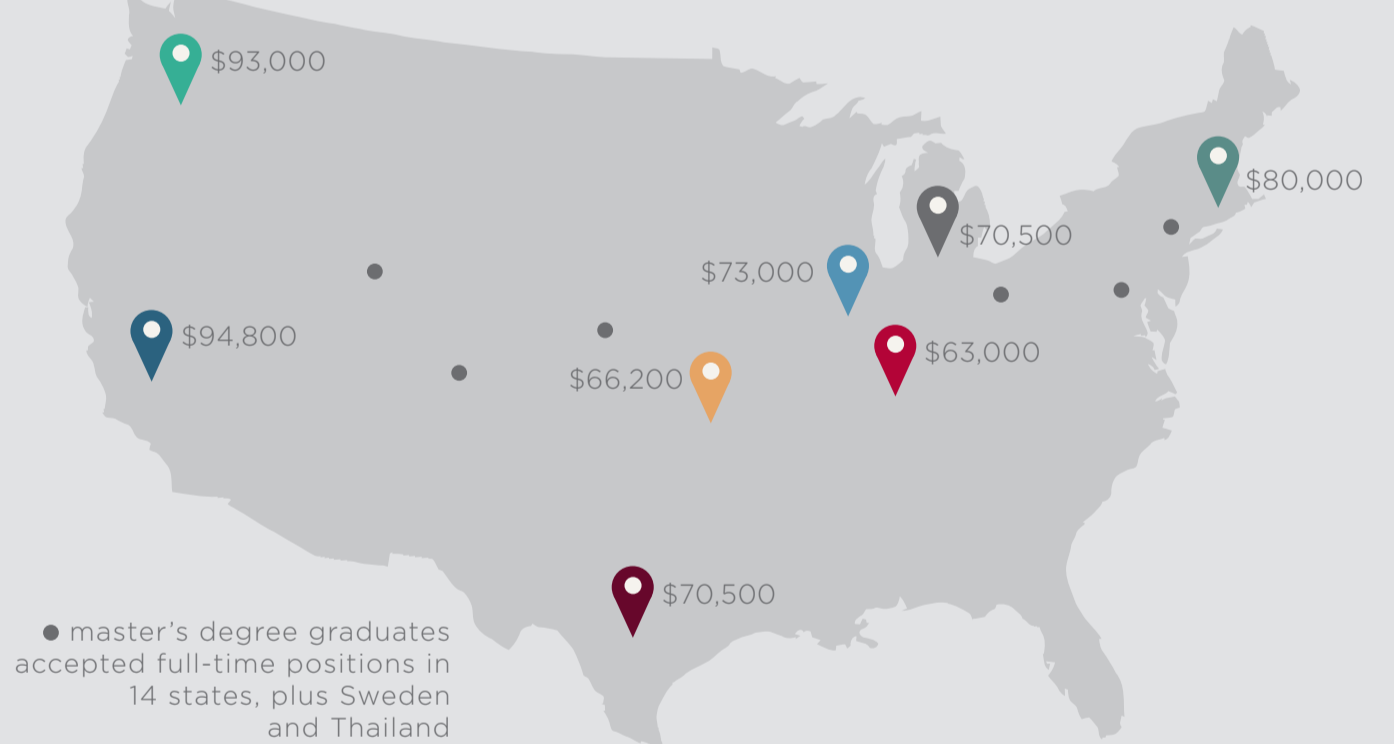 $93,000
$80,000
$70,500
$73,000
$94,800
$63,000
$66,200
$70,500
● master’s degree graduates
accepted full-time positions in
14 states, plus Sweden
and Thailand